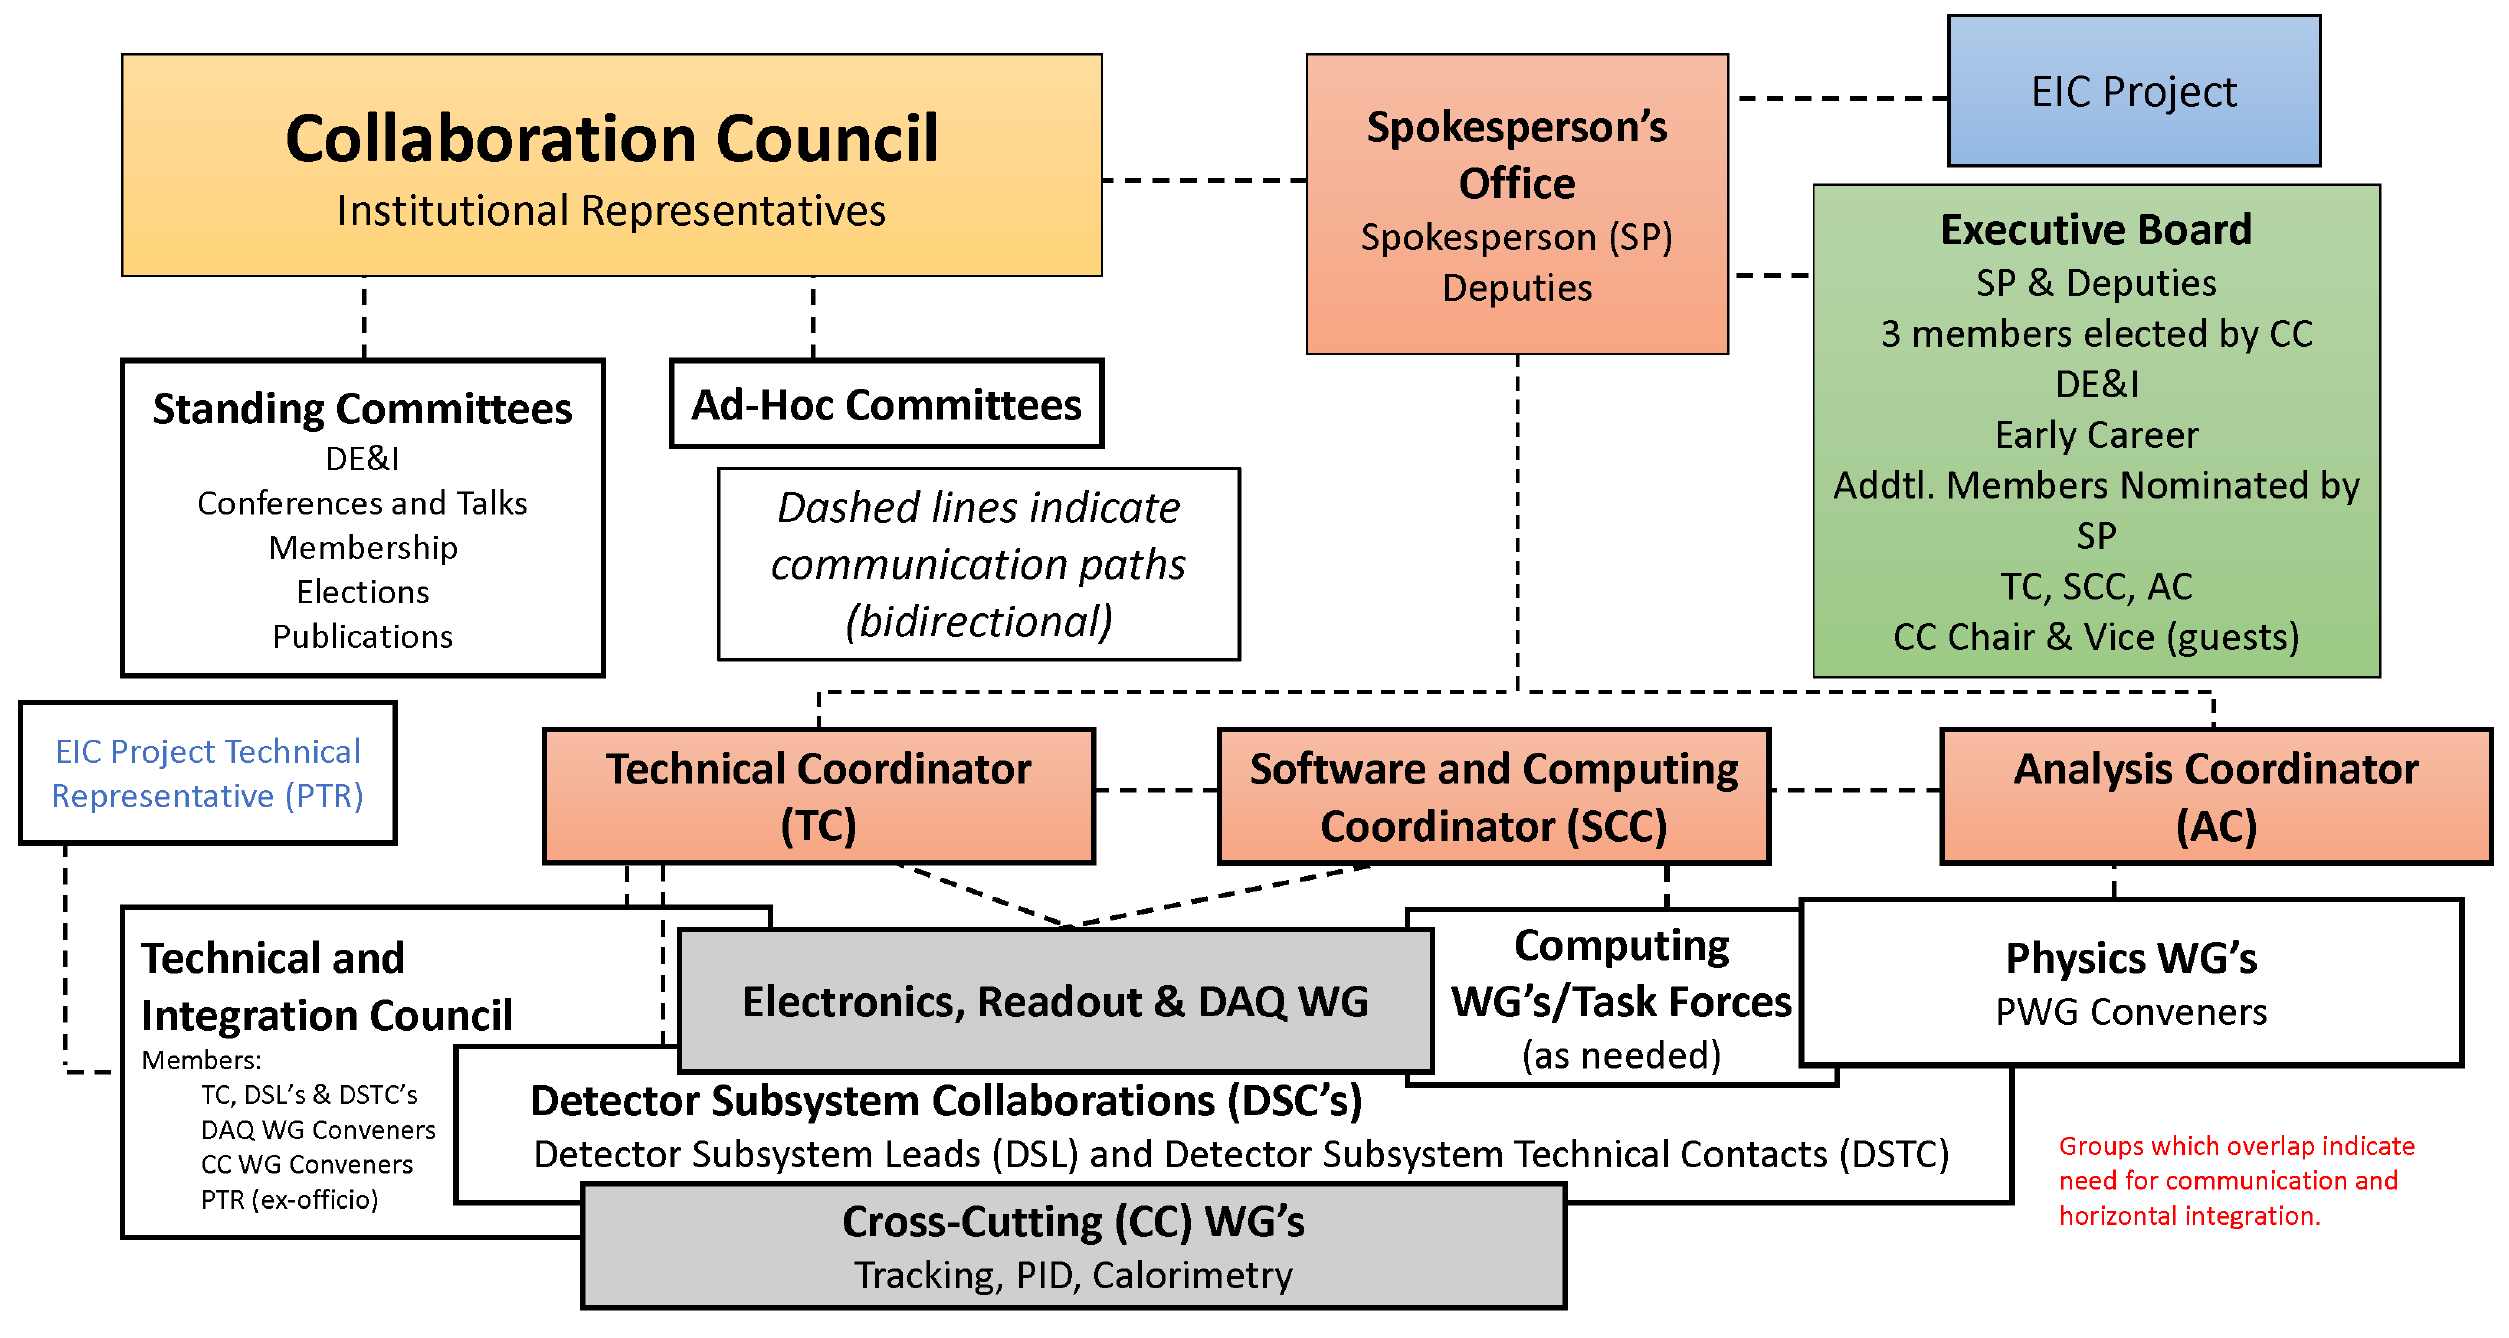 Collaboration Council
Institutional Representatives
Spokesperson’s
Office
Spokesperson (SP)
Deputies
EIC Project
Executive Board
SP & Deputies
3 members elected by CC
DE&I
Early Career
Addtl. Members Nominated by
SP
TC, SCC, AC
CC Chair & Vice (guests)
Standing Committees
DE&I
Conferences and Talks
Membership
Elections
Publications
Ad-Hoc Committees
Dashed lines indicate
communication paths
(bidirectional)
EIC Project Technical
Representative (PTR)
Technical Coordinator
(TC)
Software and Computing
Coordinator (SCC)
Analysis Coordinator
(AC)
Technical and
Integration Council
Members:
TC, DSL’s & DSTC’s
DAQ WG Conveners
CC WG Conveners
PTR (ex-officio)
Electronics, Readout & DAQ WG
Computing
WG’s/Task Forces
(as needed)
Physics WG’s
PWG Conveners
Detector Subsystem Collaborations (DSC’s)
Detector Subsystem Leads (DSL) and Detector Subsystem Technical Contacts (DSTC)
Cross-Cutting (CC) WG’s
Tracking, PID, Calorimetry
Groups which overlap indicate
need for communication and
horizontal integration.